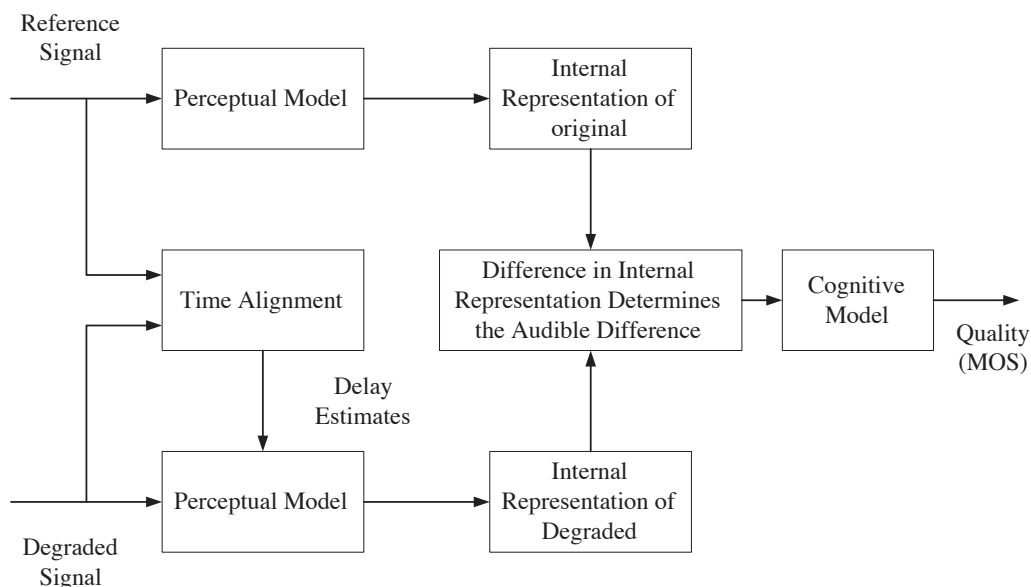 Reference
Signal
Perceptual Model
Internal
Representation of
original
Time Alignment
Difference in Internal
Representation Determines
the Audible Difference
Cognitive
Model
Quality
(MOS)
Delay
Estimates
Perceptual Model
Internal
Representation of
Degraded
Degraded
Signal